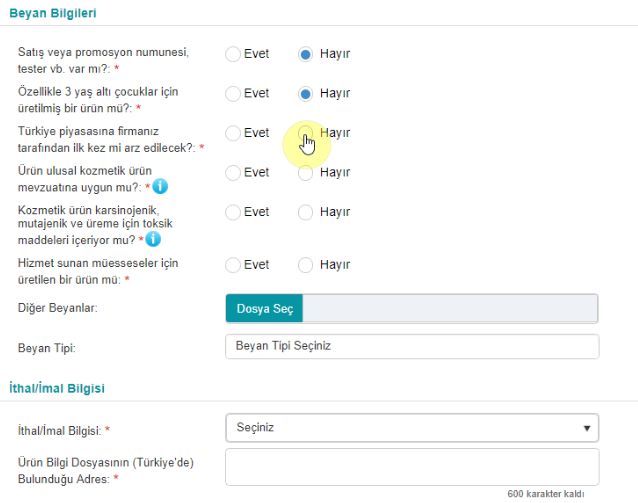 Beyan Bilgileri
Satış veya promosyon numunesi, tester vb. var mı?: * Evet Hayır
Özellikle 3 yaş altı çocuklar için üretilmiş bir ürün mü?: * Evet Hayır
Türkiye piyasasına firmanız tarafından ilk kez mi arz edilecek?: * Evet Hayır
Ürün ulusal kozmetik ürün mevzuatına uygun mu?: * i Evet Hayır
Kozmetik ürün karsinojenik, mutajenik ve üreme için toksik maddeleri içeriyor mu? * i Evet Hayır
Hizmet sunan müesseseler için üretilen bir ürün mü: * Evet Hayır
Diğer Beyanlar: Dosya Seç
Beyan Tipi: Beyan Tipi Seçiniz
İthal/İmal Bilgisi
İthal/İmal Bilgisi: * Seçiniz
Ürün Bilgi Dosyasının (Türkiye'de) Bulunduğu Adres: *
600 karakter kaldı